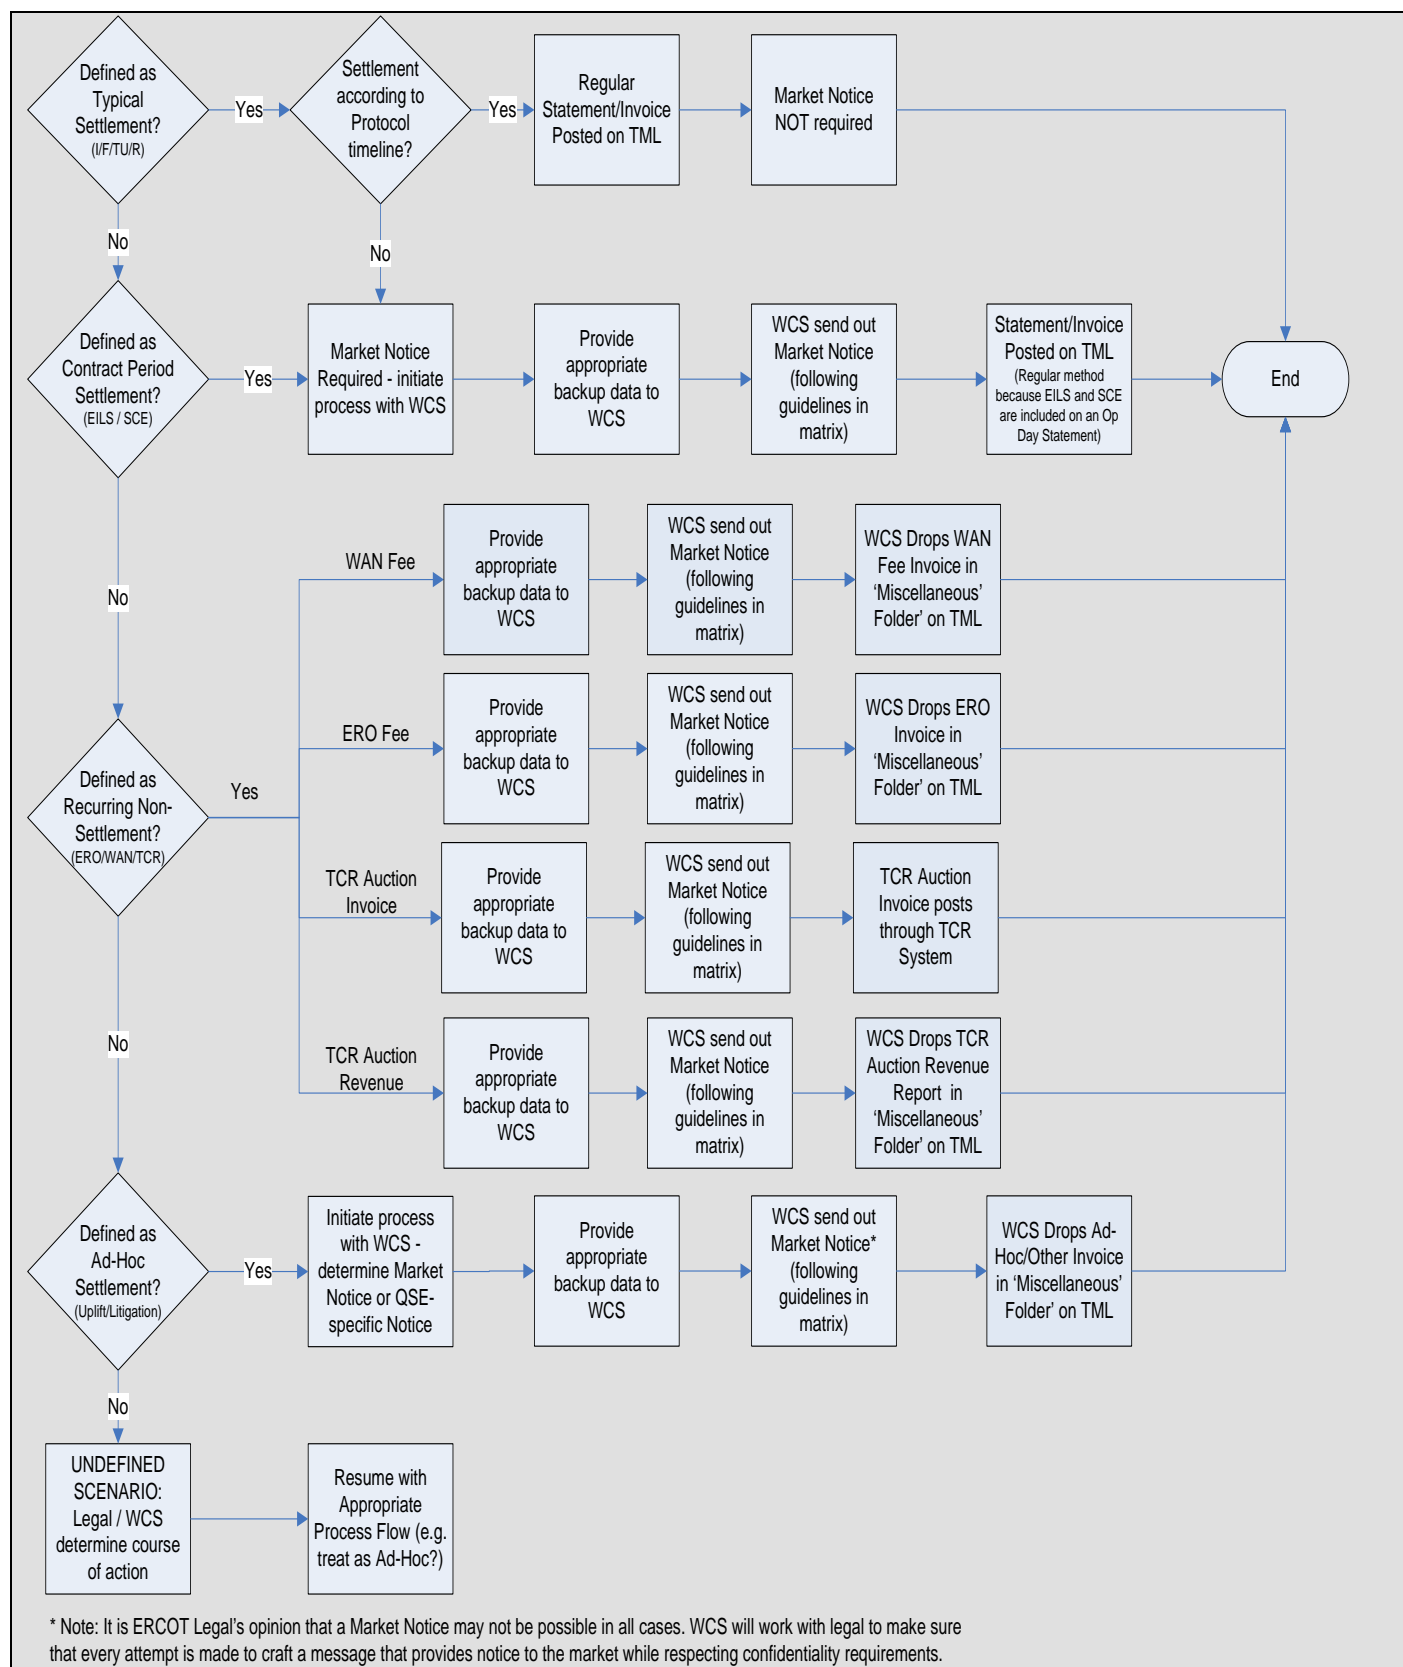 Defined as
Typical
Settlement?
(I/F/TU/R)
Yes
Settlement
according to
Protocol
timeline?
Yes
Regular
Statement/Invoice
Posted on TML
Market Notice
NOT required
No
No
Defined as
Contract Period
Settlement?
(EILS / SCE)
Yes
Market Notice
Required - initiate
process with WCS
Provide
appropriate
backup data to
WCS
WCS send out
Market Notice
(following
guidelines in
matrix)
Statement/Invoice
Posted on TML
(Regular method
because EILS and SCE
are included on an Op
Day Statement)
End
No
WAN Fee
Provide
appropriate
backup data to
WCS
WCS send out
Market Notice
(following
guidelines in
matrix)
WCS Drops WAN
Fee Invoice in
‘Miscellaneous’
Folder’ on TML
Defined as
Recurring Non-
Settlement?
(ERO/WAN/TCR)
Yes
ERO Fee
Provide
appropriate
backup data to
WCS
WCS send out
Market Notice
(following
guidelines in
matrix)
WCS Drops ERO
Invoice in
‘Miscellaneous’
Folder’ on TML
TCR Auction
Invoice
Provide
appropriate
backup data to
WCS
WCS send out
Market Notice
(following
guidelines in
matrix)
TCR Auction
Invoice posts
through TCR
System
No
TCR Auction
Revenue
Provide
appropriate
backup data to
WCS
WCS send out
Market Notice
(following
guidelines in
matrix)
WCS Drops TCR
Auction Revenue
Report in
‘Miscellaneous’
Folder’ on TML
Defined as
Ad-Hoc
Settlement?
(Uplift/Litigation)
Yes
Initiate process
with WCS -
determine Market
Notice or QSE-
specific Notice
Provide
appropriate
backup data to
WCS
WCS send out
Market Notice*
(following
guidelines in
matrix)
WCS Drops Ad-
Hoc/Other Invoice
in ‘Miscellaneous’
Folder’ on TML
No
UNDEFINED
SCENARIO:
Legal / WCS
determine course
of action
Resume with
Appropriate
Process Flow (e.g.
treat as Ad-Hoc?)
* Note: It is ERCOT Legal’s opinion that a Market Notice may not be possible in all cases. WCS will work with legal to make sure
that every attempt is made to craft a message that provides notice to the market while respecting confidentiality requirements.